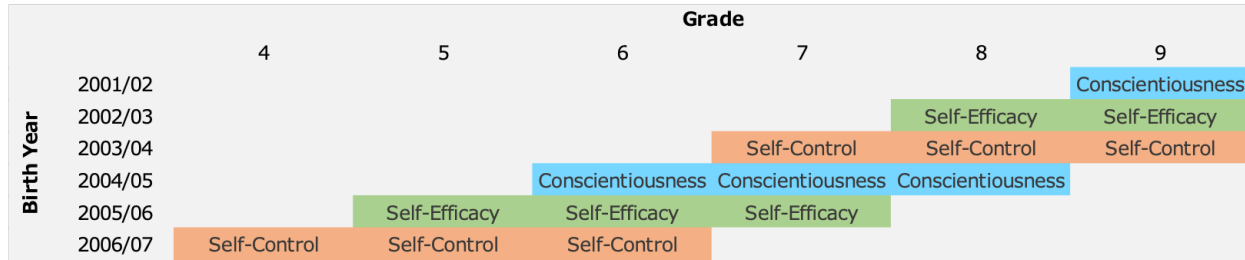 Grade
4 5 6 7 8 9
Birth Year
2001/02 Conscientiousness
2002/03 Self-Efficacy Self-Efficacy
2003/04 Self-Control Self-Control Self-Control
2004/05 Conscientiousness Conscientiousness Conscientiousness
2005/06 Self-Efficacy Self-Efficacy Self-Efficacy
2006/07 Self-Control Self-Control Self-Control